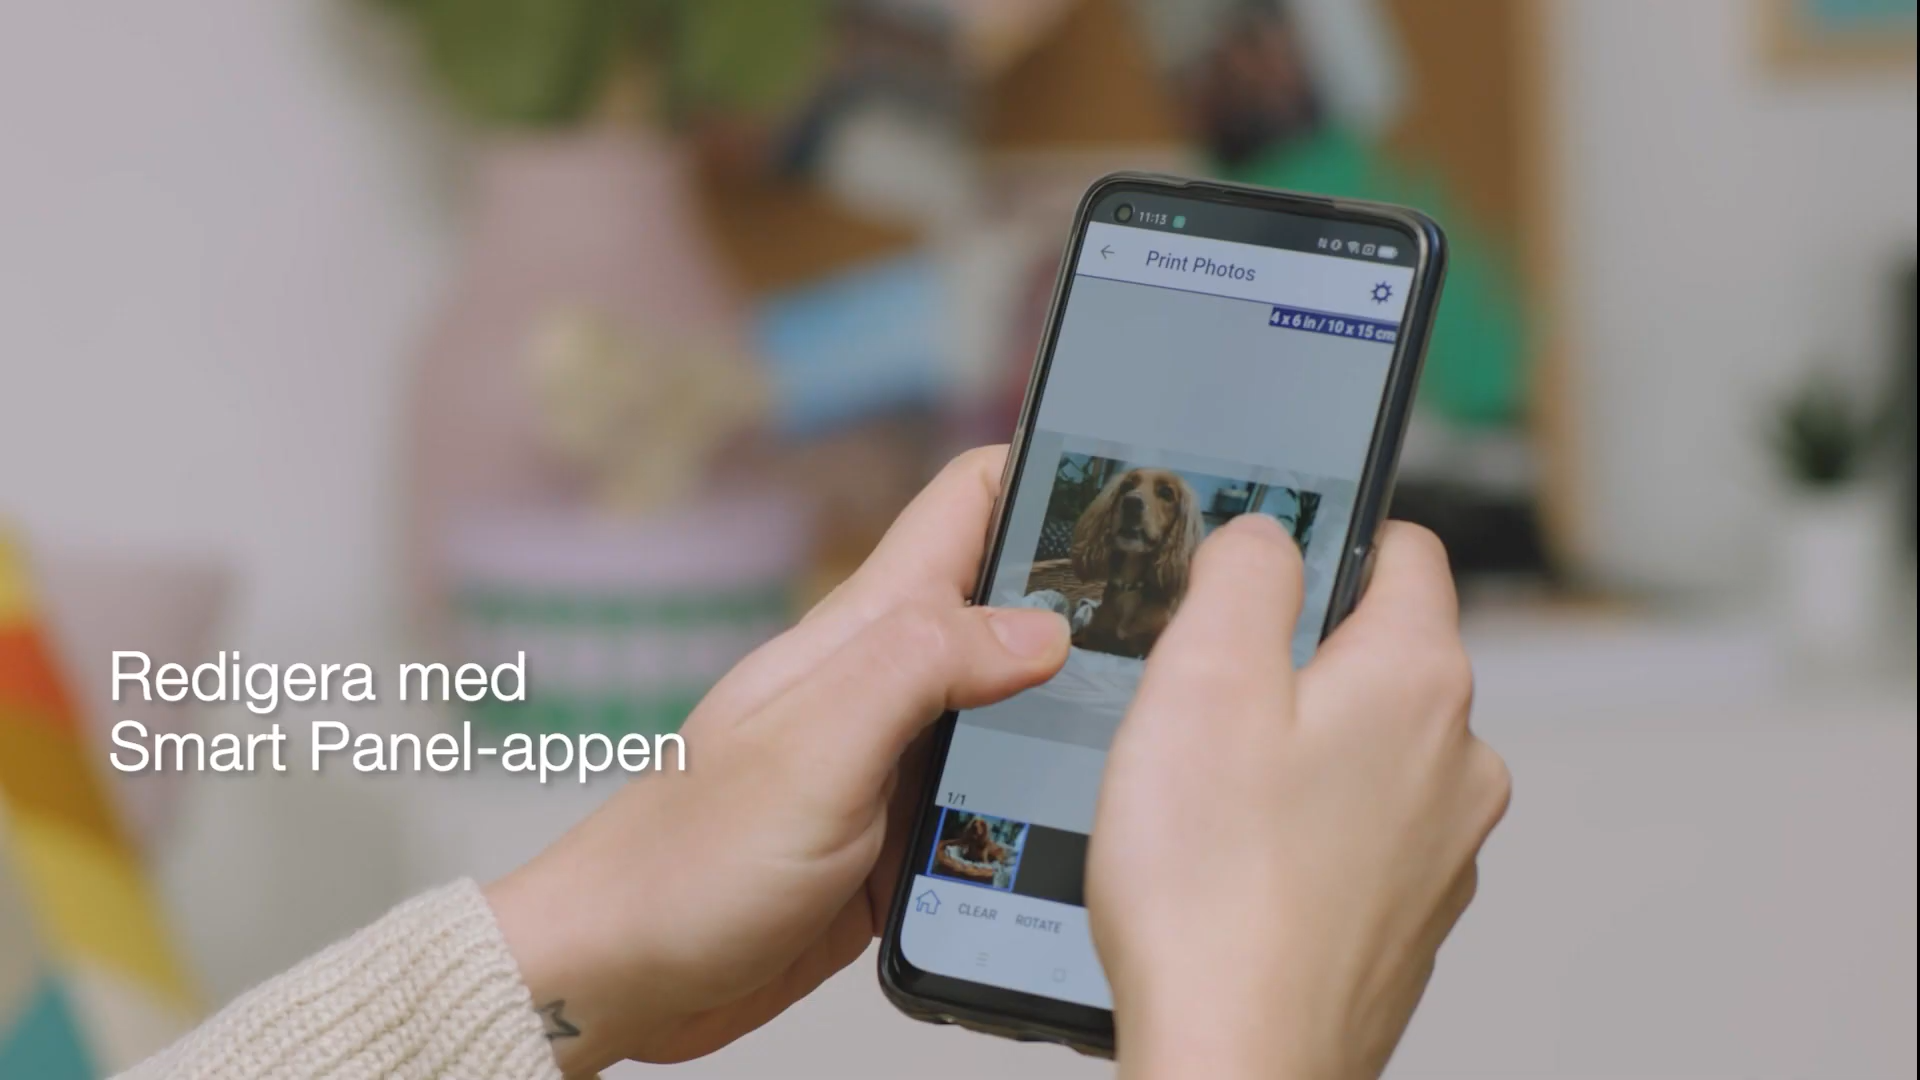 11:13
Print Photos
4 x 6 in / 10 x 15 cm
Redigera med
Smart Panel-appen
1/1
CLEAR ROTATE